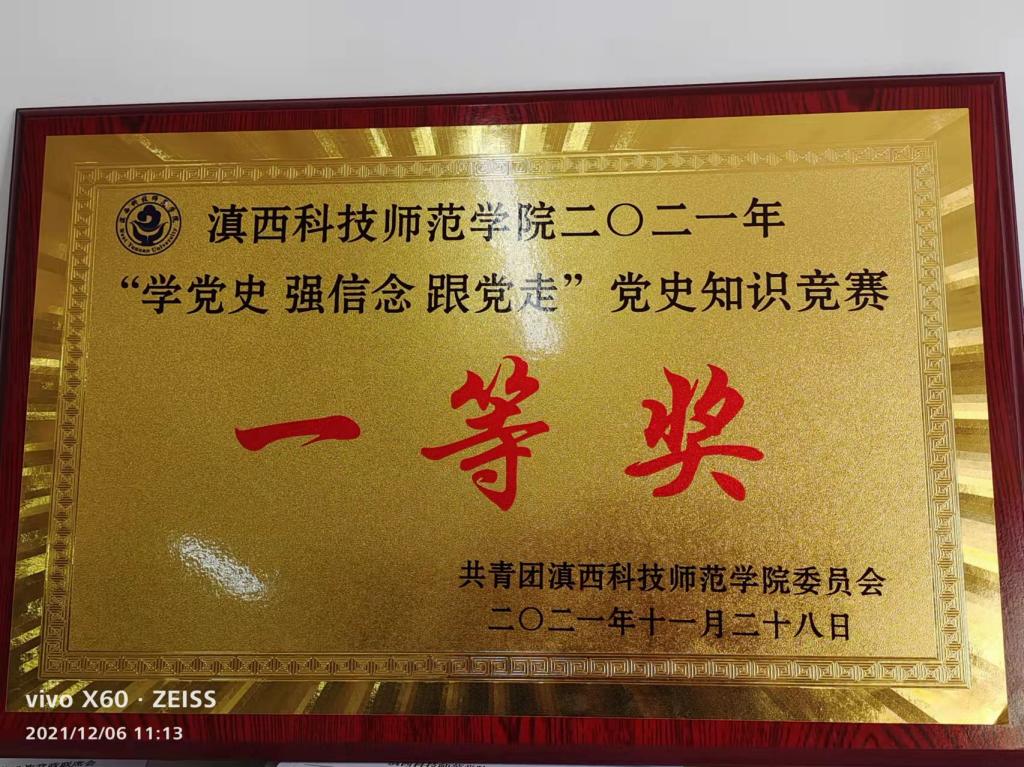 滇西科技师范学院二〇二一年
“学党史 强信念 跟党走”党史知识竞赛
一等奖
共青团滇西科技师范学院委员会
二〇二一年十一月二十八日
vivo X60 · ZEISS
2021/12/06 11:13